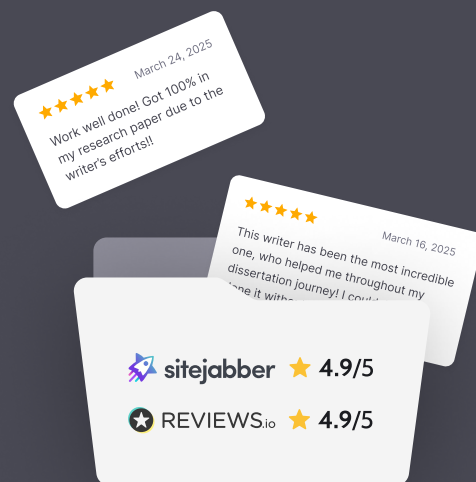 March 24, 2025
Work well done! Got 100% in
my research paper due to the
writer's efforts!!
March 16, 2025
This writer has been the most incredible
one, who helped me throughout my
dissertation journey! I
sitejabber 4.9/5
REVIEWS.io 4.9/5